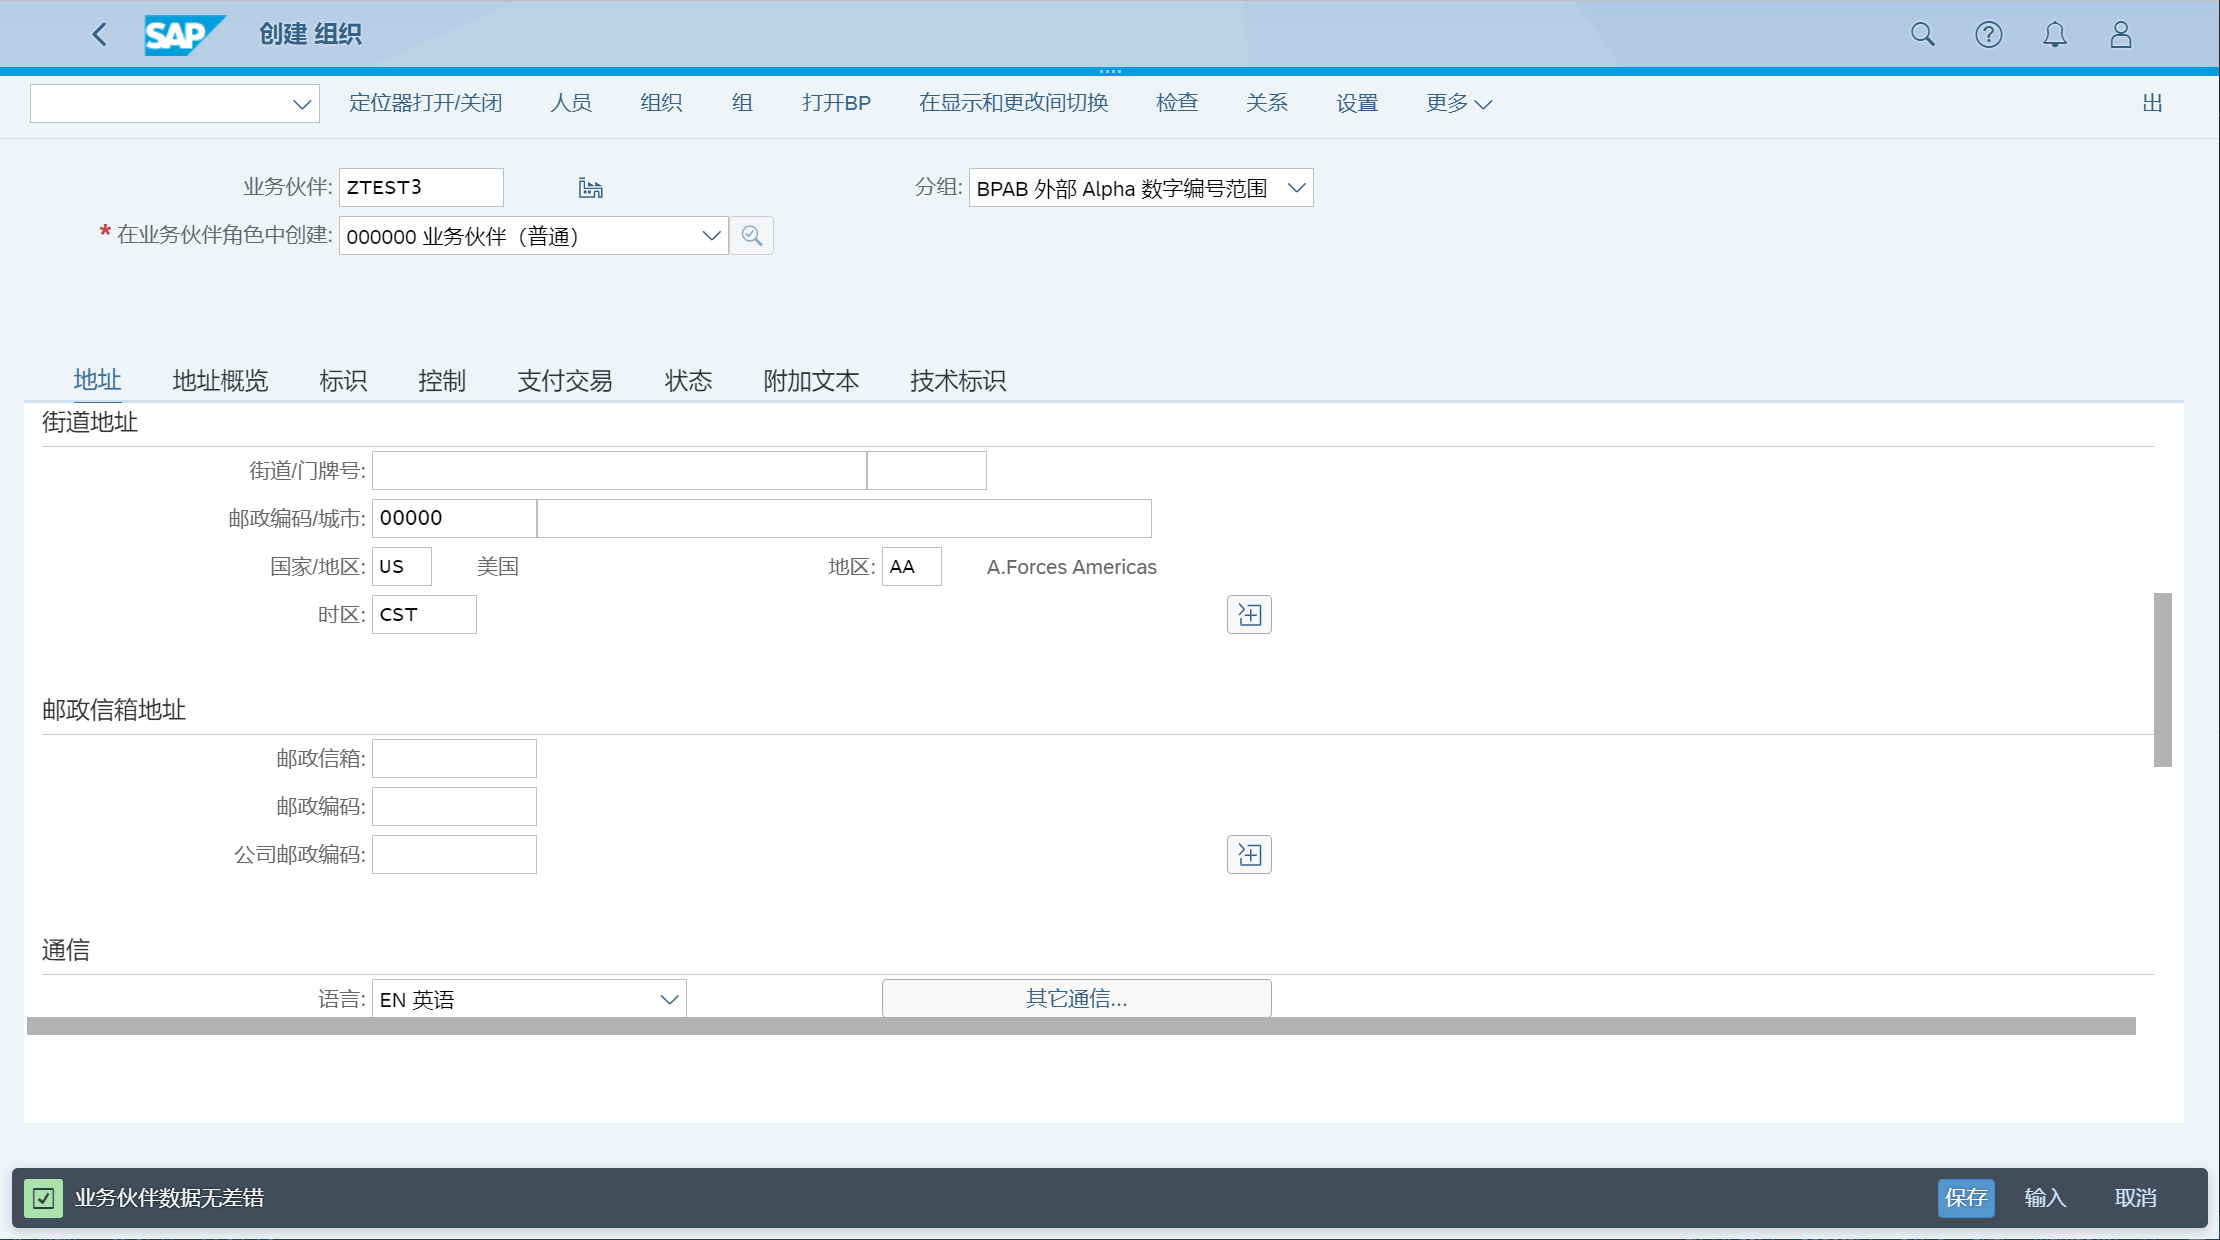 SAP 创建 组织
定位器打开/关闭 人员 组织 组 打开BP 在显示和更改间切换 检查 关系 设置 更多 出
业务伙伴: ZTEST3 分组: BPAB 外部 Alpha 数字编号范围
* 在业务伙伴角色中创建: 000000 业务伙伴（普通）
地址 地址概览 标识 控制 支付交易 状态 附加文本 技术标识
街道地址
街道/门牌号:
邮政编码/城市: 00000
国家/地区: US 美国 地区: AA A.Forces Americas
时区: CST
邮政信箱地址
邮政信箱:
邮政编码:
公司邮政编码:
通信
语言: EN 英语 其它通信...
业务伙伴数据无差错 保存 输入 取消